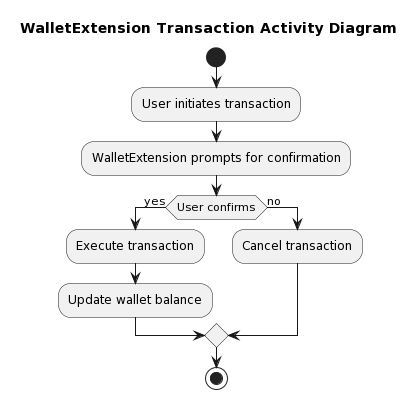 WalletExtension Transaction Activity Diagram
User initiates transaction
WalletExtension prompts for confirmation
yes
User confirms
no
Execute transaction
Cancel transaction
Update wallet balance